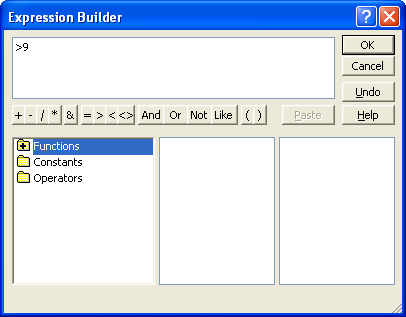 Expression Builder
>9
OK
Cancel
Undo
Help
+ - / * & = > < <> And Or Not Like ( ) Paste
Functions
Constants
Operators